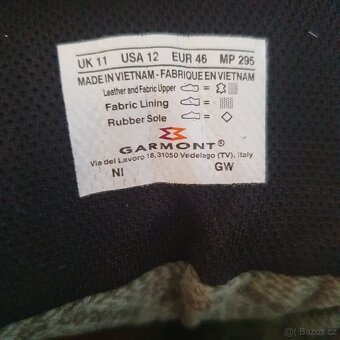 UK 11 USA 12 EUR 46 MP 295
MADE IN VIETNAM - FABRIQUE EN VIETNAM
Leather and Fabric Upper
Fabric Lining
Rubber Sole
GARMONT®
Via del Lavoro 18, 31050 Vedelago (TV), Italy
NI GW
Bazos.cz